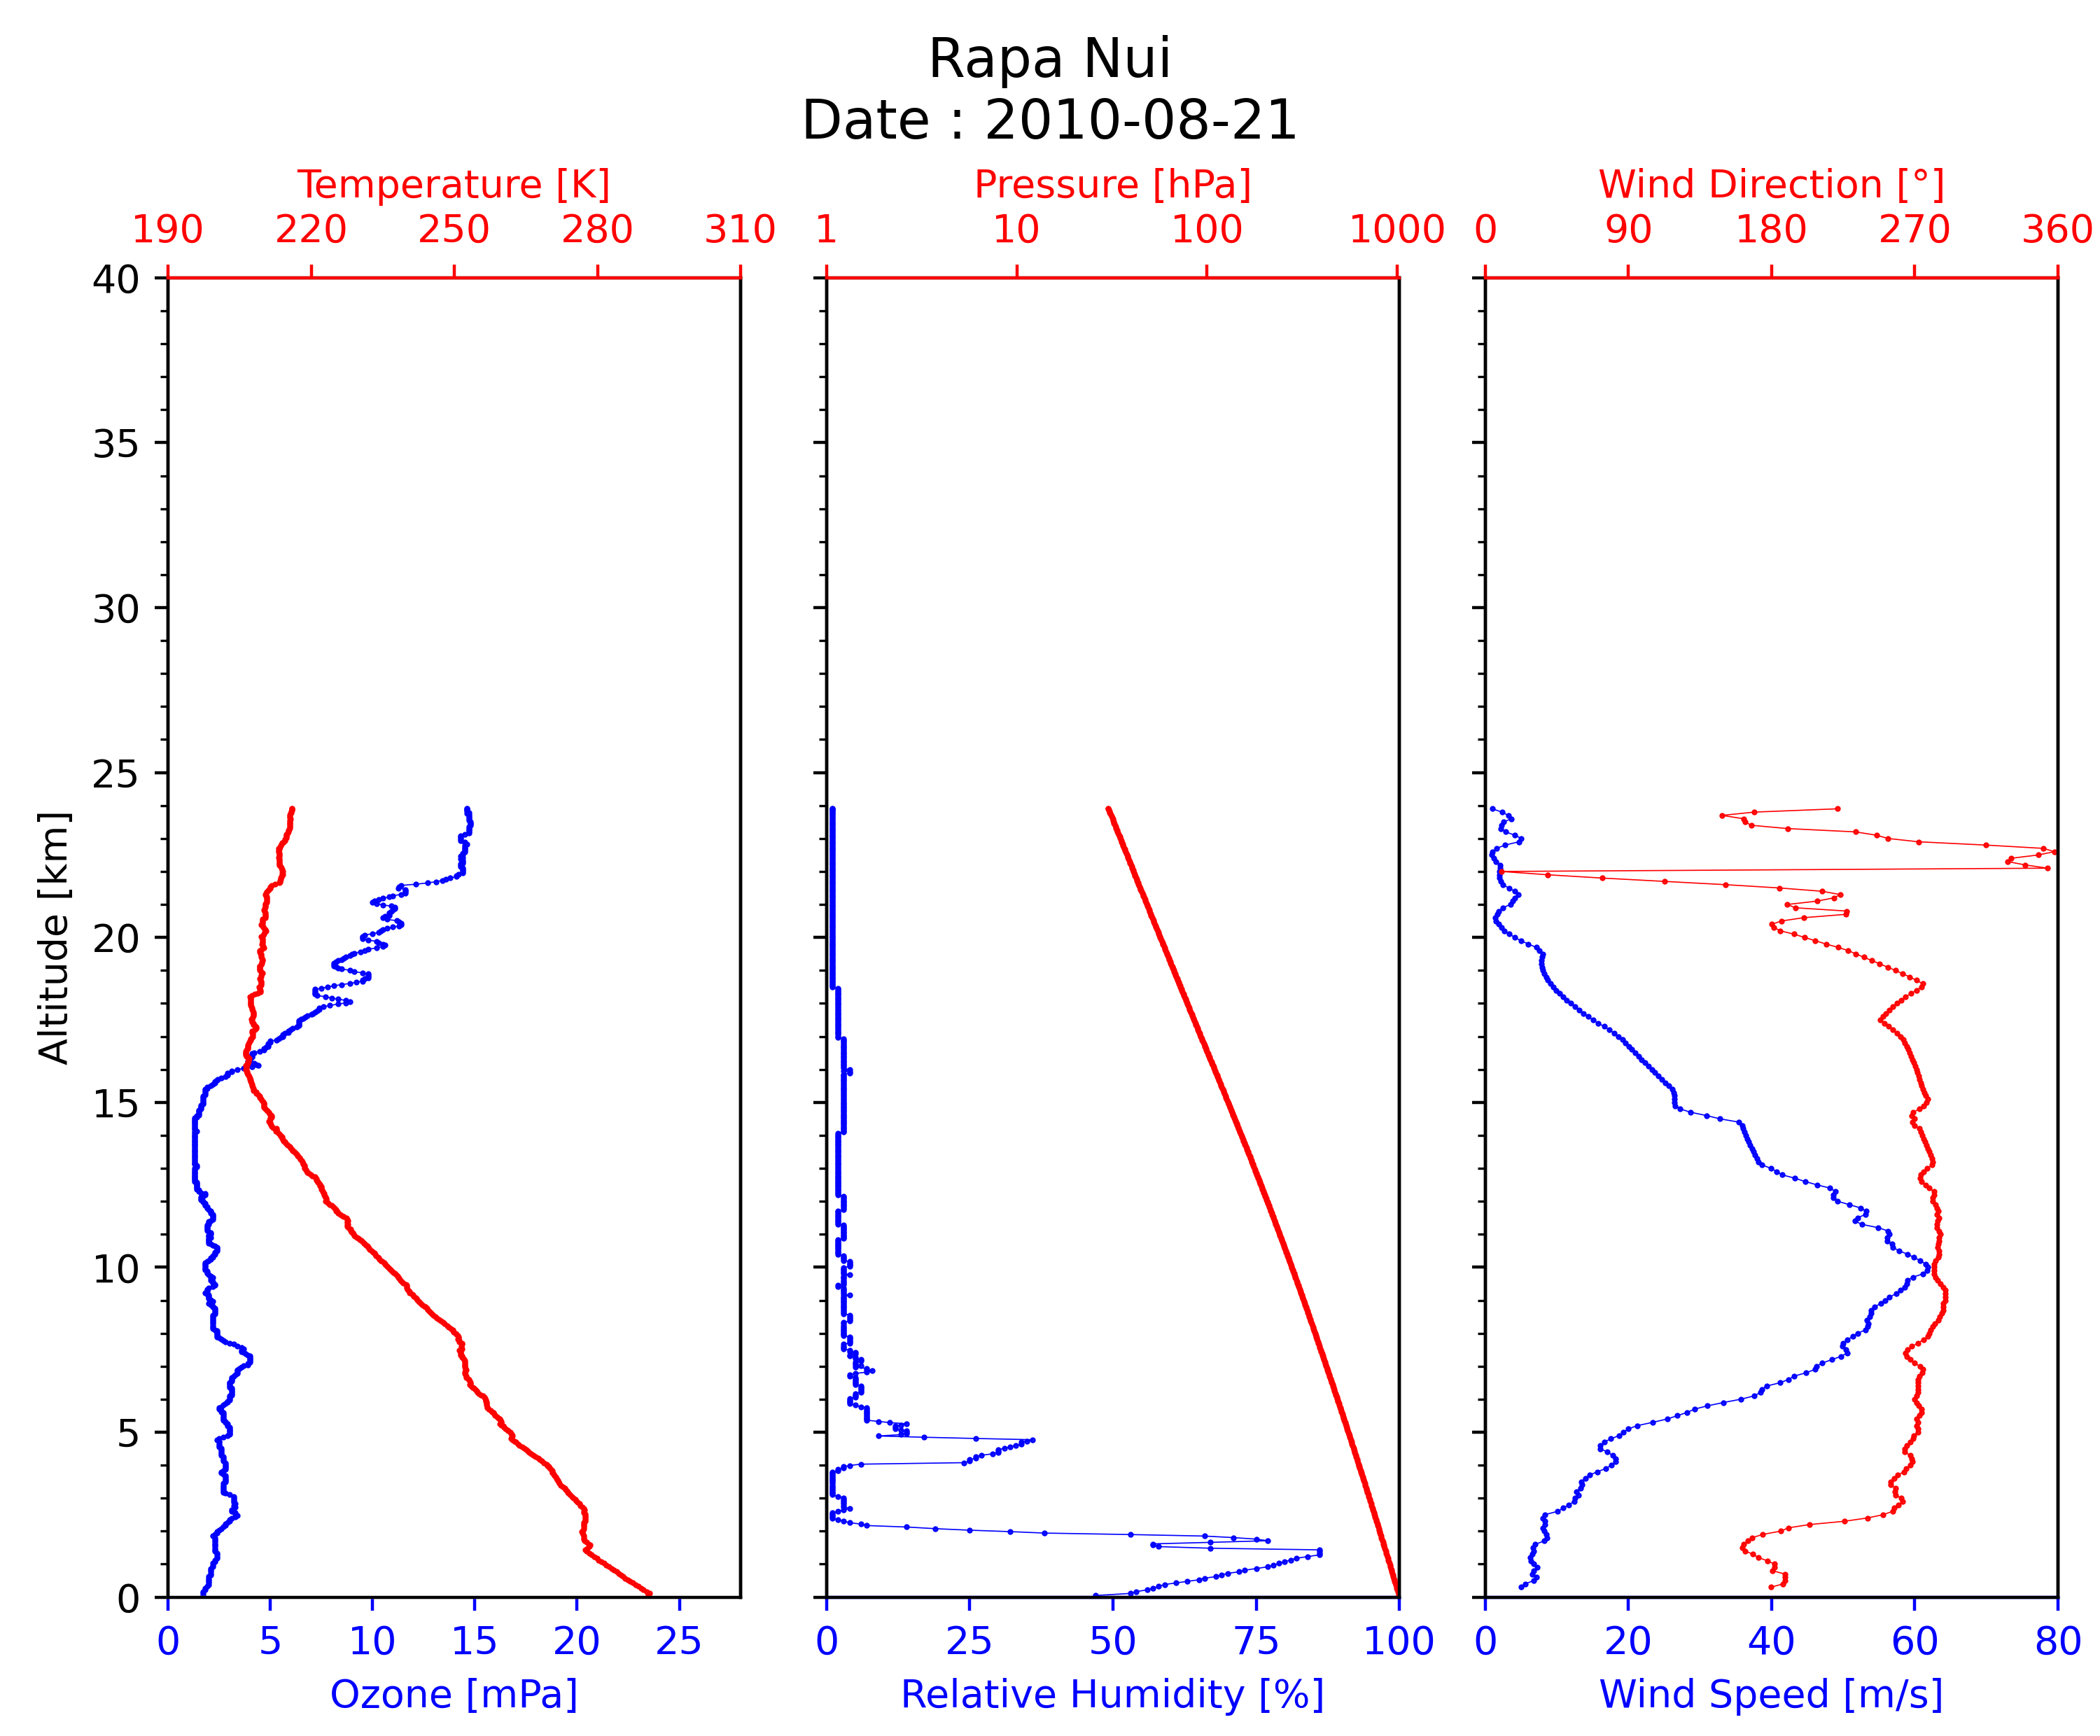 Rapa Nui
Date : 2010-08-21
Temperature [K]
190 220 250 280 310
Pressure [hPa]
1 10 100 1000
Wind Direction [°]
0 90 180 270 360
Altitude [km]
40
35
30
25
20
15
10
5
0
0 5 10 15 20 25
Ozone [mPa]
0 25 50 75 100
Relative Humidity [%]
0 20 40 60 80
Wind Speed [m/s]